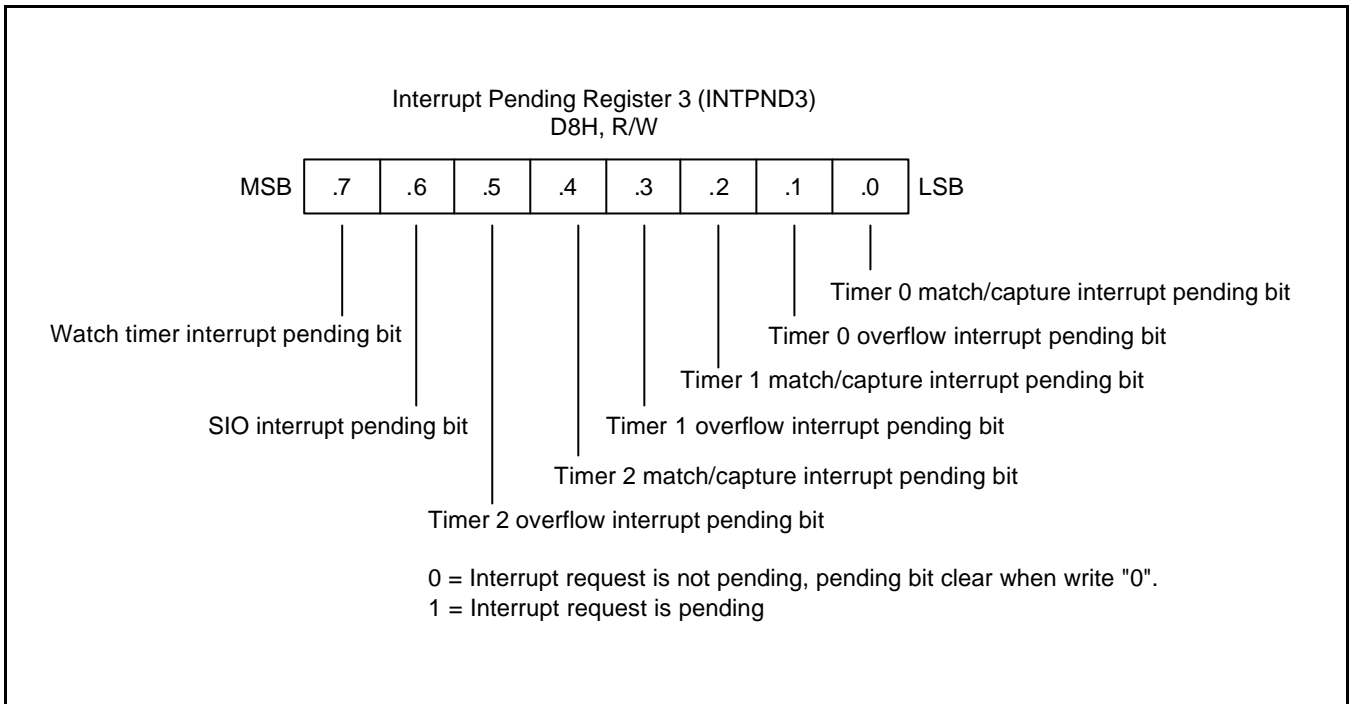 Interrupt Pending Register 3 (INTPND3)
D8H, R/W
MSB .7 .6 .5 .4 .3 .2 .1 .0 LSB
Timer 0 match/capture interrupt pending bit
Watch timer interrupt pending bit
Timer 0 overflow interrupt pending bit
Timer 1 match/capture interrupt pending bit
SIO interrupt pending bit
Timer 1 overflow interrupt pending bit
Timer 2 match/capture interrupt pending bit
Timer 2 overflow interrupt pending bit
0 = Interrupt request is not pending, pending bit clear when write "0".
1 = Interrupt request is pending